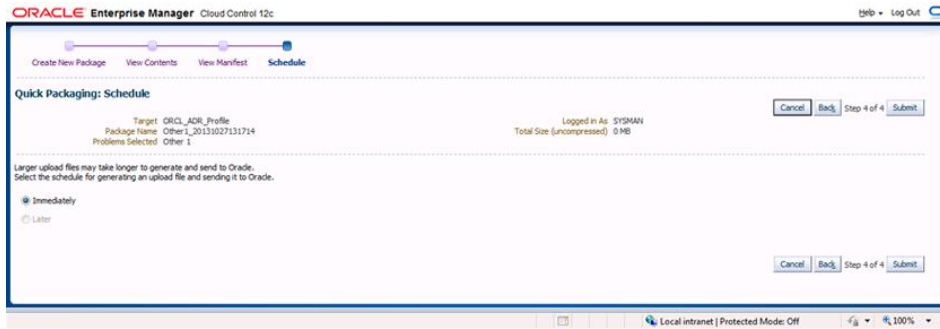 ORACLE Enterprise Manager Cloud Control 12c
Help Log Out
Create New Package View Contents View Manifest Schedule
Quick Packaging: Schedule
Cancel Back Step 4 of 4 Submit
Target ORCL_ADR_Profile
Package Name Other1_20131027131714
Problems Selected Other 1
Logged in As SYSMAN
Total Size (uncompressed) 0 MB
Larger upload files may take longer to generate and send to Oracle.
Select the schedule for generating an upload file and sending it to Oracle.
Immediately
Later
Cancel Back Step 4 of 4 Submit
Local intranet | Protected Mode: Off
100%